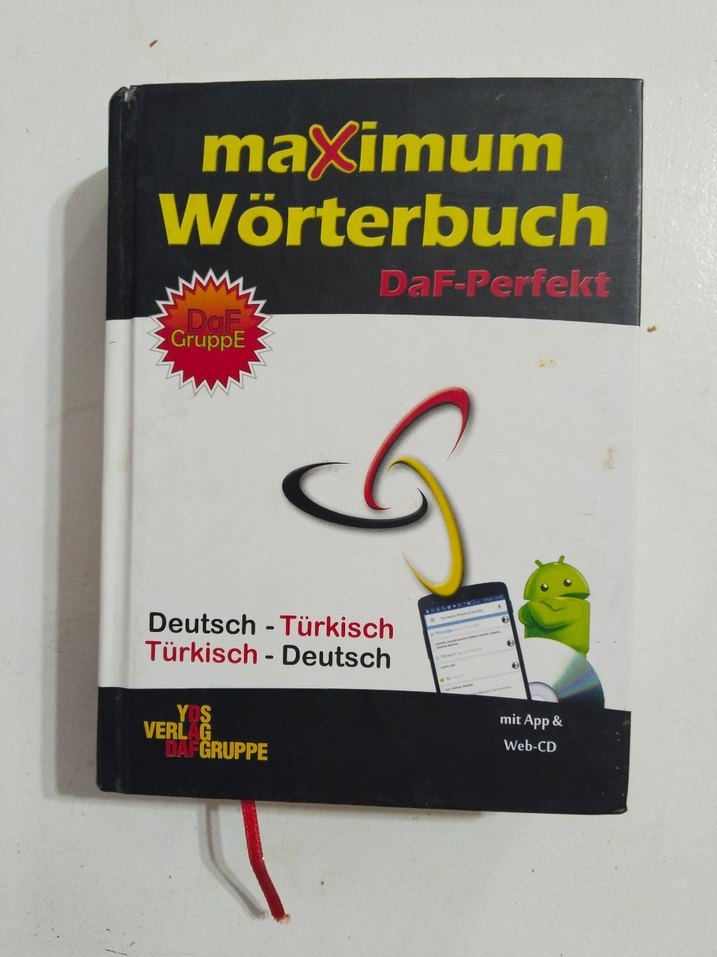 maximum
Wörterbuch
DaF-Perfekt
DaF
GruppE
Deutsch - Türkisch
Türkisch - Deutsch
YDS
VERLAG
DAFGRUPPE
mit App &
Web-CD